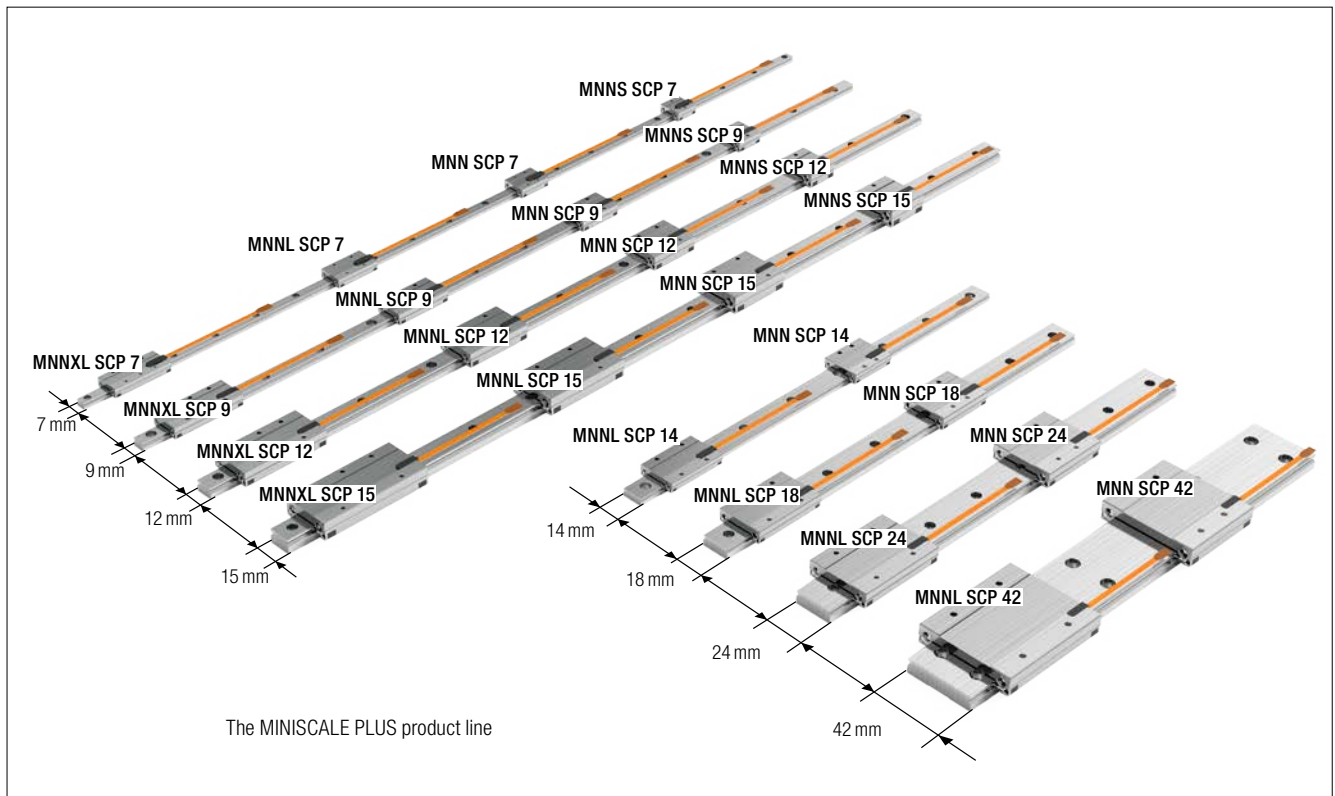 MNNS SCP 7
MNN SCP 7
MNNL SCP 7
MNNXL SCP 7
7 mm
MNNS SCP 9
MNN SCP 9
MNNL SCP 9
MNNXL SCP 9
9 mm
MNNS SCP 12
MNN SCP 12
MNNL SCP 12
MNNXL SCP 12
12 mm
MNNS SCP 15
MNN SCP 15
MNNL SCP 15
MNNXL SCP 15
15 mm
MNN SCP 14
MNNL SCP 14
14 mm
MNN SCP 18
MNNL SCP 18
18 mm
MNN SCP 24
MNNL SCP 24
24 mm
MNN SCP 42
MNNL SCP 42
42 mm
The MINISCALE PLUS product line